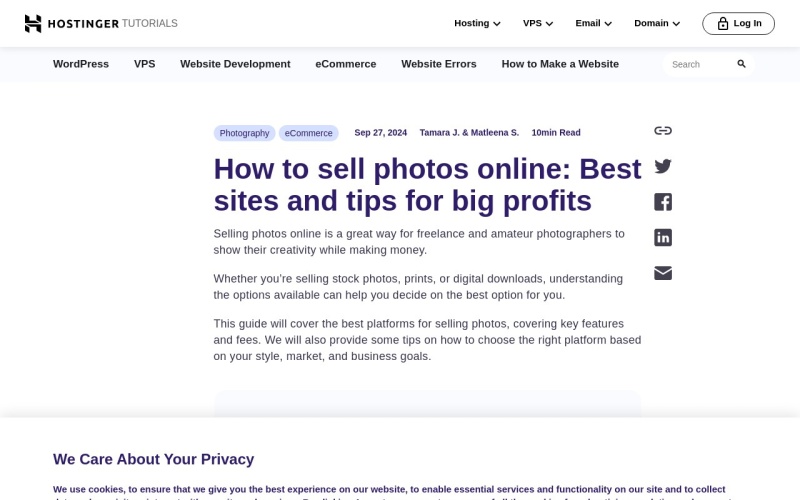 HOSTINGER TUTORIALS
Hosting
VPS
Email
Domain
Log In
WordPress
VPS
Website Development
eCommerce
Website Errors
How to Make a Website
Search
Photography
eCommerce
Sep 27, 2024
Tamara J. & Matleena S.
10min Read
How to sell photos online: Best
sites and tips for big profits
Selling photos online is a great way for freelance and amateur photographers to
show their creativity while making money.
Whether you’re selling stock photos, prints, or digital downloads, understanding
the options available can help you decide on the best option for you.
This guide will cover the best platforms for selling photos, covering key features
and fees. We will also provide some tips on how to choose the right platform based
on your style, market, and business goals.
We Care About Your Privacy
We use cookies, to ensure that we give you the best experience on our website, to enable essential services and functionality on our site and to collect